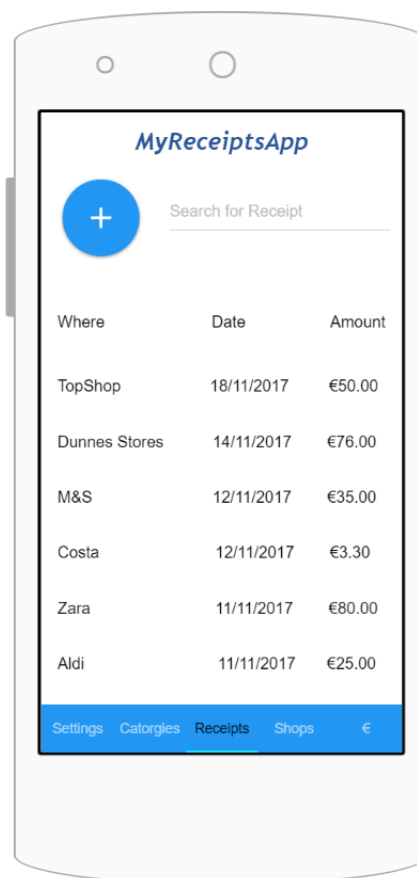 MyReceiptsApp
+
Search for Receipt
Where Date Amount
TopShop 18/11/2017 €50.00
Dunnes Stores 14/11/2017 €76.00
M&S 12/11/2017 €35.00
Costa 12/11/2017 €3.30
Zara 11/11/2017 €80.00
Aldi 11/11/2017 €25.00
Settings Catorgies Receipts Shops €